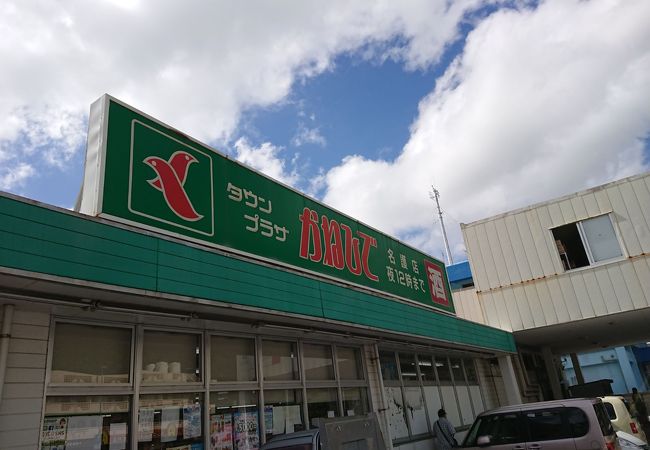 タウン
プラザ
かねひで
名護店
夜12時まで
酒